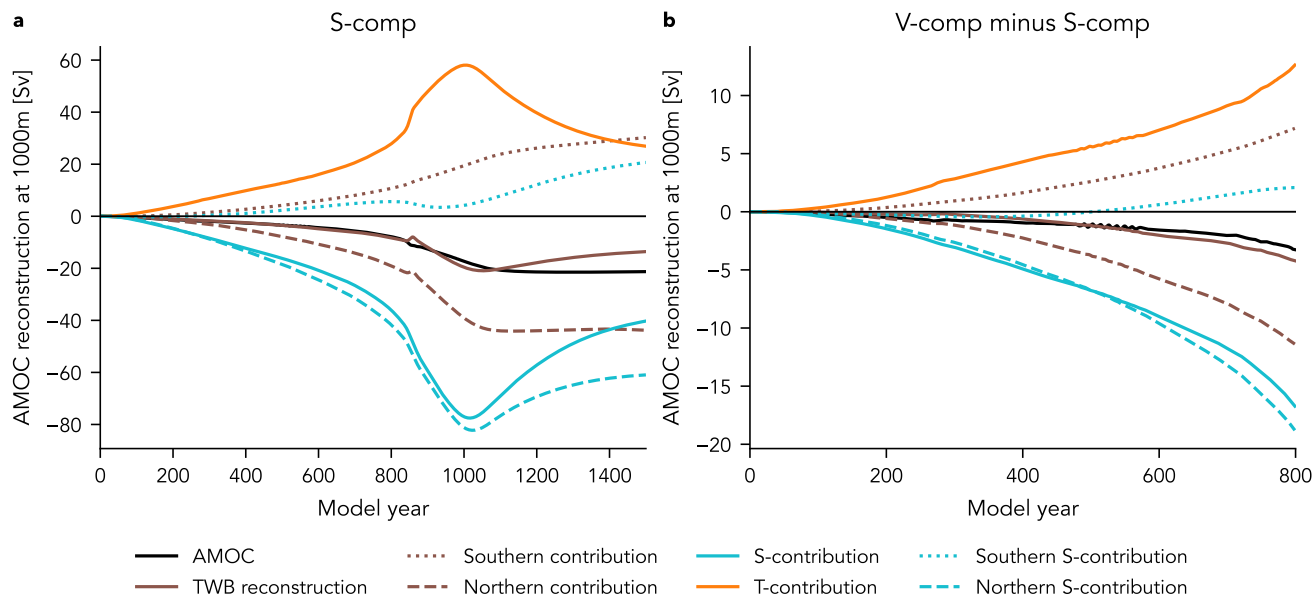 a
S-comp
AMOC reconstruction at 1000m [Sv]
60
40
20
0
−20
−40
−60
−80
0 200 400 600 800 1000 1200 1400
Model year
b
V-comp minus S-comp
AMOC reconstruction at 1000m [Sv]
10
5
0
−5
−10
−15
−20
0 200 400 600 800
Model year
AMOC Southern contribution S-contribution Southern S-contribution
TWB reconstruction Northern contribution T-contribution Northern S-contribution